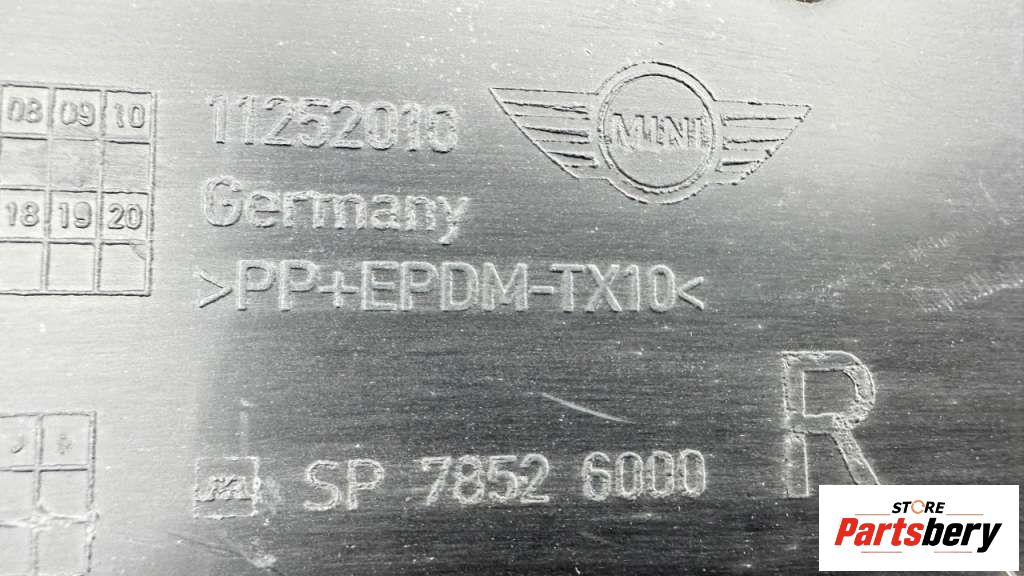 08 09 10
18 19 20
11252010
Germany
>PP+EPDM-TX10<
MINI
SP 7852 6000
R
STORE
Partsbery